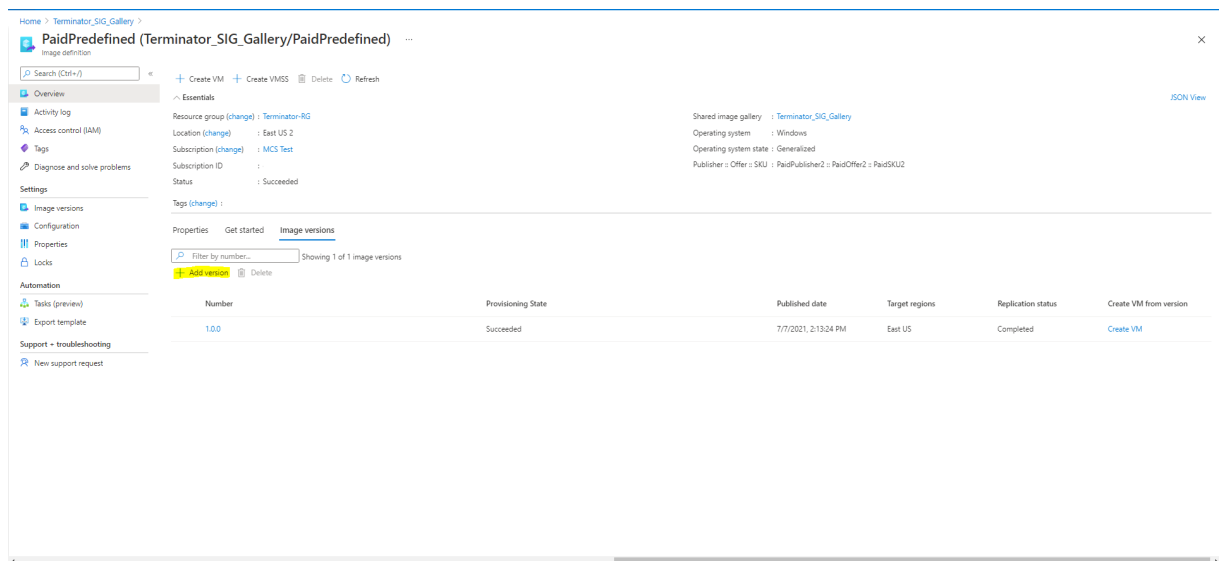 Home > Terminator_SIG_Gallery >
PaidPredefined (Terminator_SIG_Gallery/PaidPredefined) ...
Image definition
Search (Ctrl+/)
Overview
Activity log
Access control (IAM)
Tags
Diagnose and solve problems
Settings
Image versions
Configuration
Properties
Locks
Automation
Tasks (preview)
Export template
Support + troubleshooting
New support request
+ Create VM + Create VMSS Delete Refresh
Essentials
JSON View
Resource group (change) : Terminator-RG
Location (change) : East US 2
Subscription (change) : MCS Test
Subscription ID :
Status : Succeeded
Shared image gallery : Terminator_SIG_Gallery
Operating system : Windows
Operating system state : Generalized
Publisher :: Offer :: SKU : PaidPublisher2 :: PaidOffer2 :: PaidSKU2
Tags (change) :
Properties Get started Image versions
Filter by number... Showing 1 of 1 image versions
+ Add version Delete
Number Provisioning State Published date Target regions Replication status Create VM from version
1.0.0 Succeeded 7/7/2021, 2:13:24 PM East US Completed Create VM